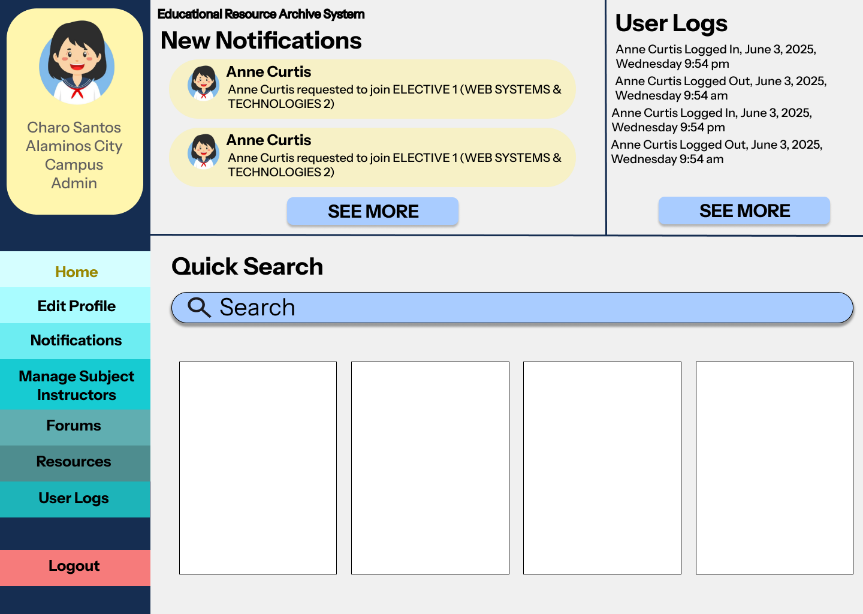 Charo Santos
Alaminos City
Campus
Admin
Home
Edit Profile
Notifications
Manage Subject
Instructors
Forums
Resources
User Logs
Logout
Educational Resource Archive System
New Notifications
Anne Curtis
Anne Curtis requested to join ELECTIVE 1 (WEB SYSTEMS &
TECHNOLOGIES 2)
Anne Curtis
Anne Curtis requested to join ELECTIVE 1 (WEB SYSTEMS &
TECHNOLOGIES 2)
SEE MORE
User Logs
Anne Curtis Logged In, June 3, 2025,
Wednesday 9:54 pm
Anne Curtis Logged Out, June 3, 2025,
Wednesday 9:54 am
Anne Curtis Logged In, June 3, 2025,
Wednesday 9:54 pm
Anne Curtis Logged Out, June 3, 2025,
Wednesday 9:54 am
SEE MORE
Quick Search
Search